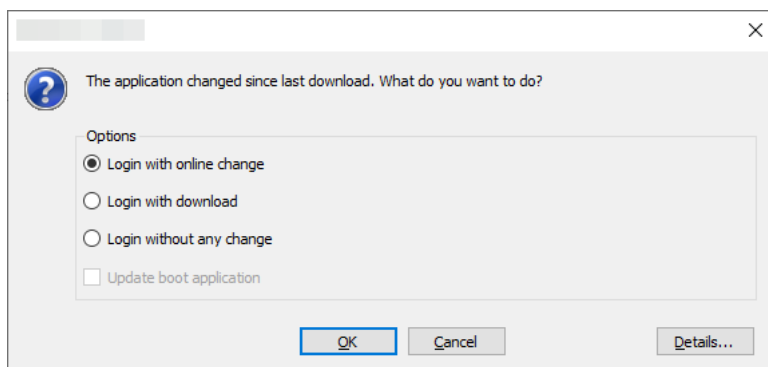 The application changed since last download. What do you want to do?
Options
Login with online change
Login with download
Login without any change
Update boot application
OK Cancel Details...